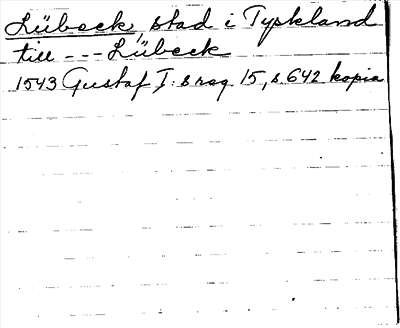 Lübeck, stad i Tyskland
till --- Lübeck
1543 Gustaf I:s reg. 15, s. 642 kopia